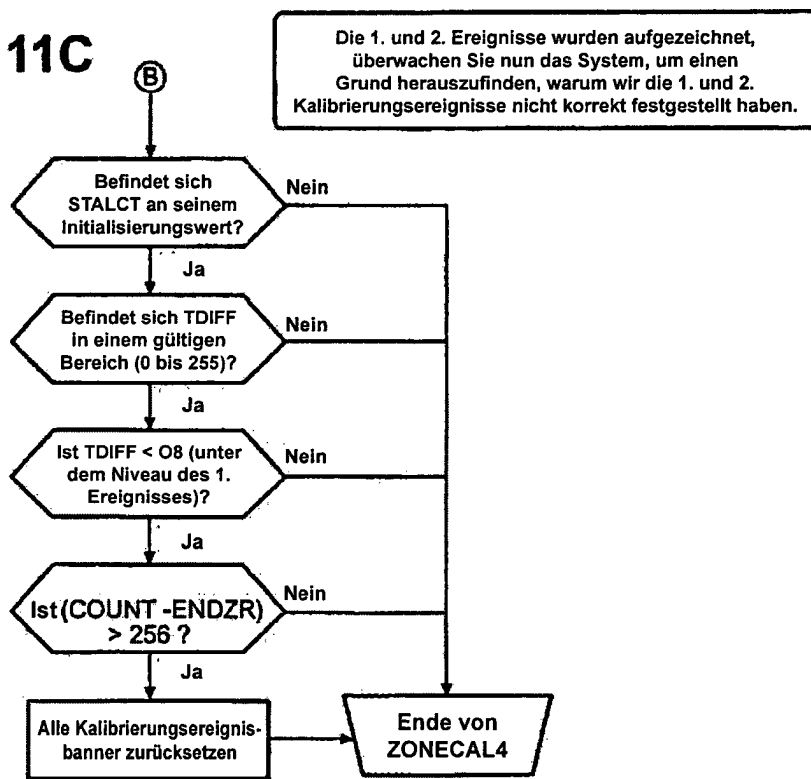 11C
B
Die 1. und 2. Ereignisse wurden aufgezeichnet,
überwachen Sie nun das System, um einen
Grund herauszufinden, warum wir die 1. und 2.
Kalibrierungsereignisse nicht korrekt festgestellt haben.
Befindet sich
STALCT an seinem
Initialisierungswert?
Nein
Ja
Befindet sich TDIFF
in einem gültigen
Bereich (0 bis 255)?
Nein
Ja
Ist TDIFF < O8 (unter
dem Niveau des 1.
Ereignisses)?
Nein
Ja
Ist (COUNT -ENDZR)
> 256 ?
Nein
Ja
Alle Kalibrierungsereignis-
banner zurücksetzen
Ende von
ZONECAL4